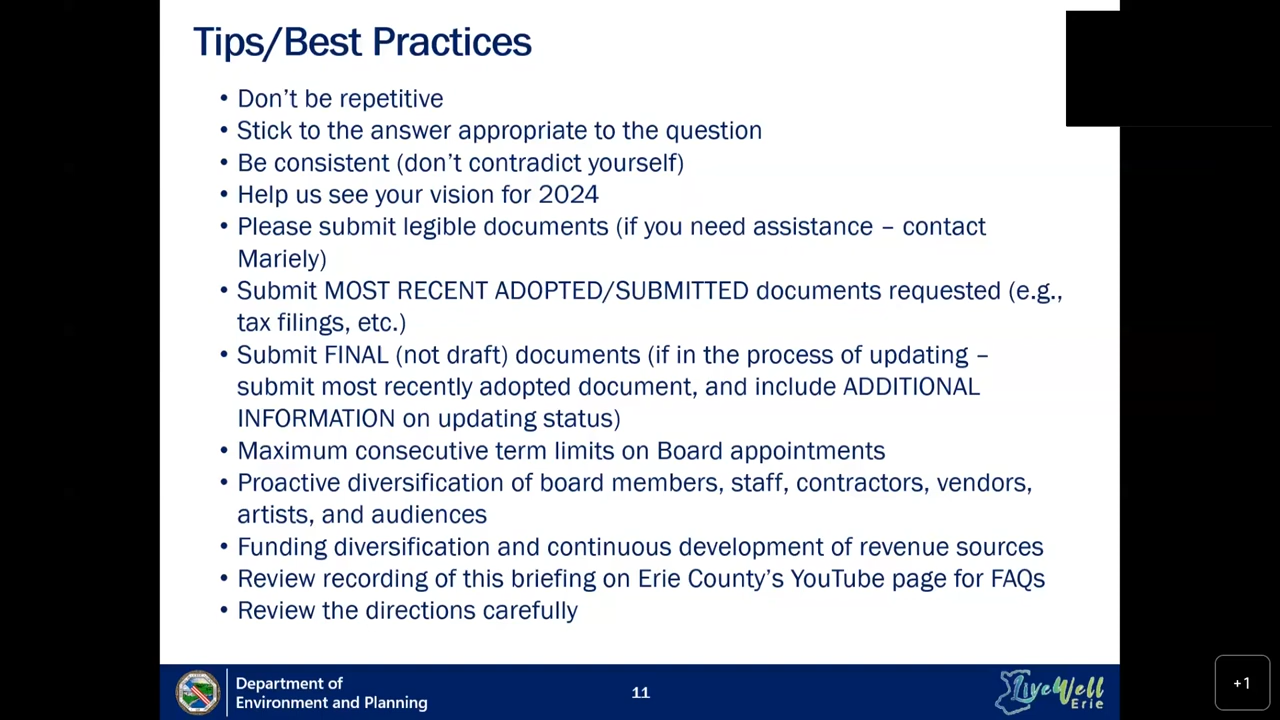 Tips/Best Practices
• Don't be repetitive
• Stick to the answer appropriate to the question
• Be consistent (don't contradict yourself)
• Help us see your vision for 2024
• Please submit legible documents (if you need assistance – contact
Mariely)
• Submit MOST RECENT ADOPTED/SUBMITTED documents requested (e.g.,
tax filings, etc.)
• Submit FINAL (not draft) documents (if in the process of updating –
submit most recently adopted document, and include ADDITIONAL
INFORMATION on updating status)
• Maximum consecutive term limits on Board appointments
• Proactive diversification of board members, staff, contractors, vendors,
artists, and audiences
• Funding diversification and continuous development of revenue sources
• Review recording of this briefing on Erie County's YouTube page for FAQs
• Review the directions carefully
Department of
Environment and Planning
11
LiveWell
Erie
+1